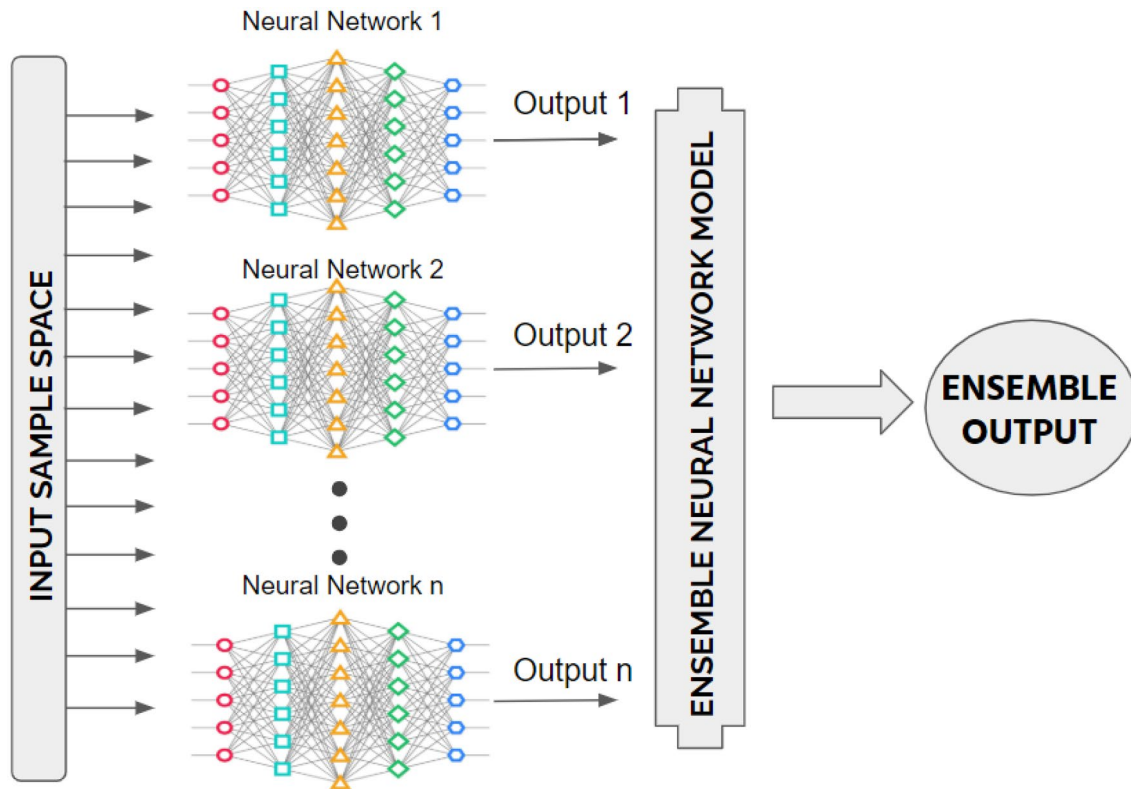 Neural Network 1
Output 1
Neural Network 2
Output 2
Neural Network n
Output n
INPUT SAMPLE SPACE
ENSEMBLE NEURAL NETWORK MODEL
ENSEMBLE
OUTPUT